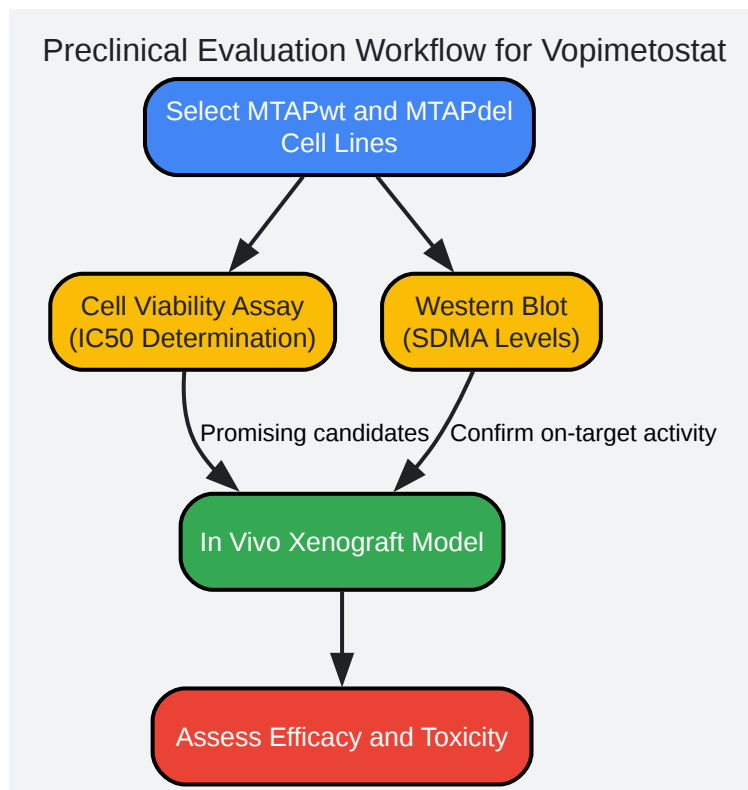 Preclinical Evaluation Workflow for Vopimetostat
Select MTAPwt and MTAPdel
Cell Lines
Cell Viability Assay
(IC50 Determination)
Western Blot
(SDMA Levels)
Promising candidates
Confirm on-target activity
In Vivo Xenograft Model
Assess Efficacy and Toxicity